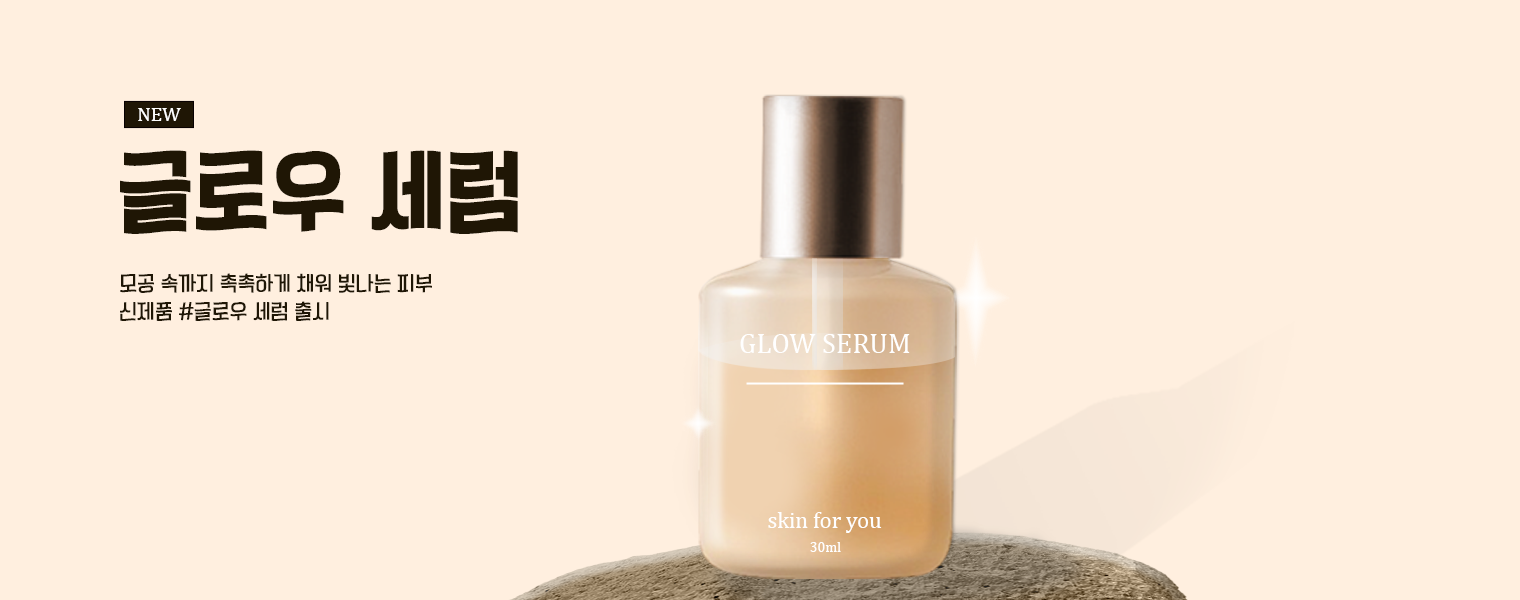 NEW
글로우 세럼
모공 속까지 촉촉하게 채워 빛나는 피부
신제품 #글로우 세럼 출시
GLOW SERUM
skin for you
30ml